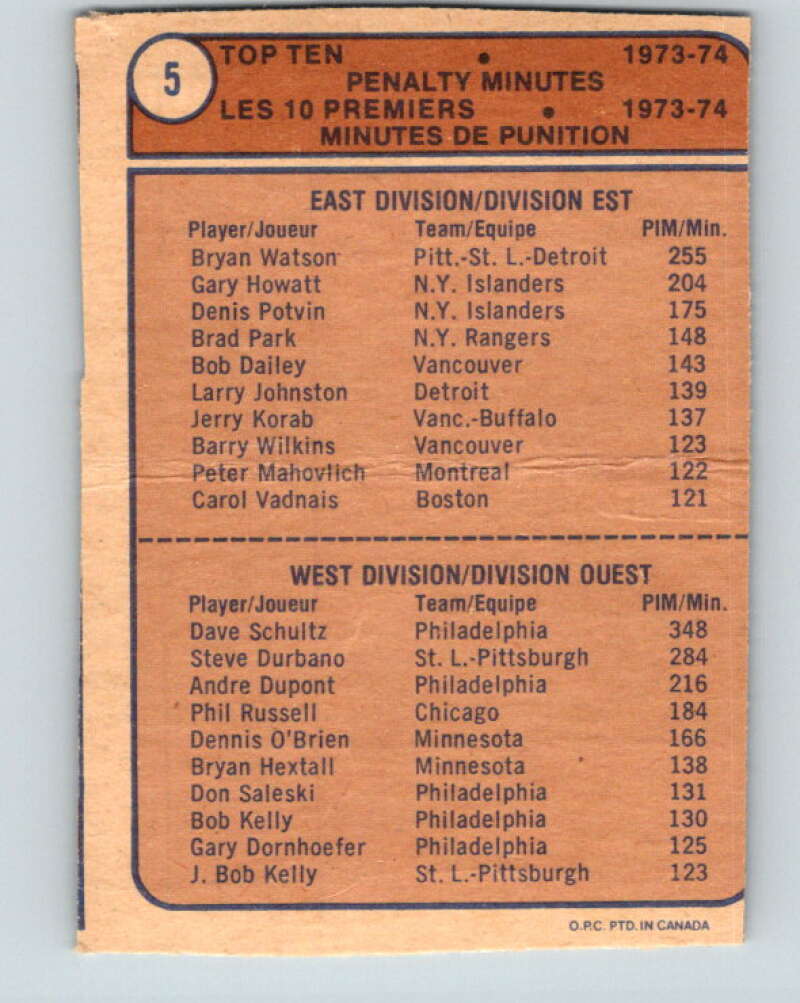 5
TOP TEN • 1973-74
PENALTY MINUTES
LES 10 PREMIERS • 1973-74
MINUTES DE PUNITION
EAST DIVISION/DIVISION EST
Player/Joueur Team/Equipe PIM/Min.
Bryan Watson Pitt.-St. L.-Detroit 255
Gary Howatt N.Y. Islanders 204
Denis Potvin N.Y. Islanders 175
Brad Park N.Y. Rangers 148
Bob Dailey Vancouver 143
Larry Johnston Detroit 139
Jerry Korab Vanc.-Buffalo 137
Barry Wilkins Vancouver 123
Peter Mahovlich Montreal 122
Carol Vadnais Boston 121
WEST DIVISION/DIVISION OUEST
Player/Joueur Team/Equipe PIM/Min.
Dave Schultz Philadelphia 348
Steve Durbano St. L.-Pittsburgh 284
Andre Dupont Philadelphia 216
Phil Russell Chicago 184
Dennis O'Brien Minnesota 166
Bryan Hextall Minnesota 138
Don Saleski Philadelphia 131
Bob Kelly Philadelphia 130
Gary Dornhoefer Philadelphia 125
J. Bob Kelly St. L.-Pittsburgh 123
O.P.C. PTD. IN CANADA